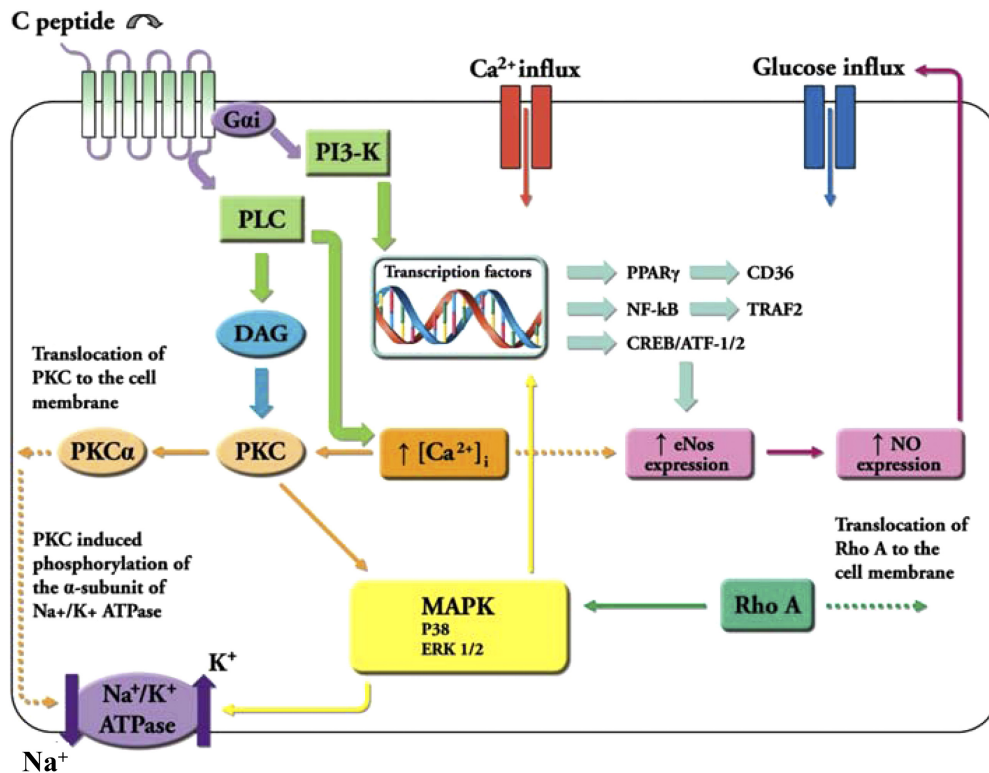 C peptide
Ca²⁺ influx
Glucose influx
Gαi
PI3-K
PLC
Transcription factors
PPARγ
CD36
NF-kB
TRAF2
CREB/ATF-1/2
DAG
Translocation of
PKC to the cell
membrane
PKCα
PKC
↑ [Ca²⁺]i
↑ eNos
expression
↑ NO
expression
PKC induced
phosphorylation of
the α-subunit of
Na+/K+ ATPase
Translocation of
Rho A to the
cell membrane
MAPK
P38
ERK 1/2
Rho A
K⁺
Na⁺/K⁺
ATPase
Na⁺